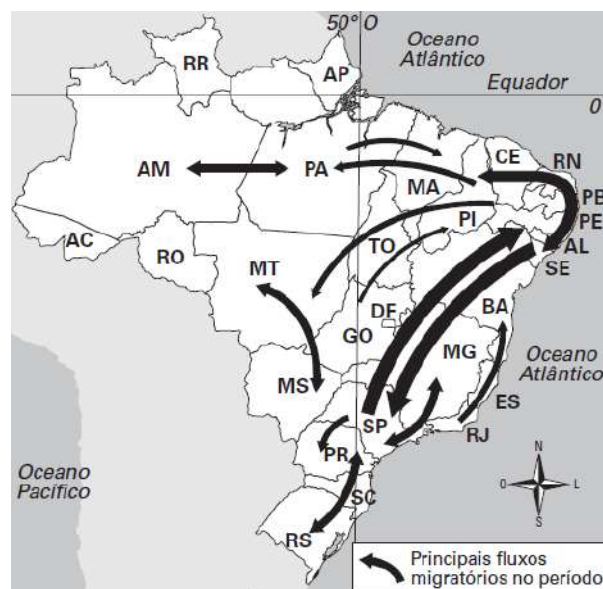 50° O
Oceano
Atlântico
Equador
0
RR
AP
AM
PA
MA
CE
RN
PB
PE
AL
SE
PI
TO
AC
RO
MT
BA
DF
GO
MG
MS
ES
SP
RJ
PR
SC
RS
Oceano
Atlântico
Oceano
Pacífico
N
O
L
S
Principais fluxos
migratórios no período